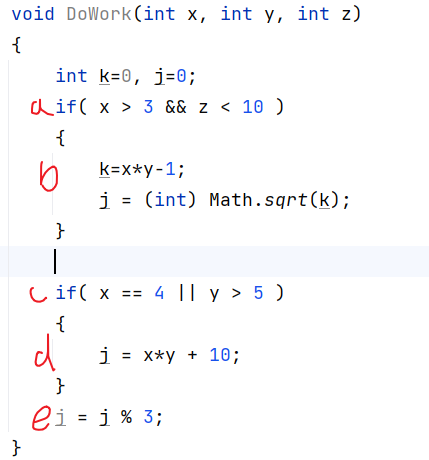 void DoWork(int x, int y, int z)
{
    int k=0, j=0;
a if( x > 3 && z < 10 )
    {
b       k=x*y-1;
        j = (int) Math.sqrt(k);
    }
c if( x == 4 || y > 5 )
    {
d       j = x*y + 10;
    }
e j = j % 3;
}